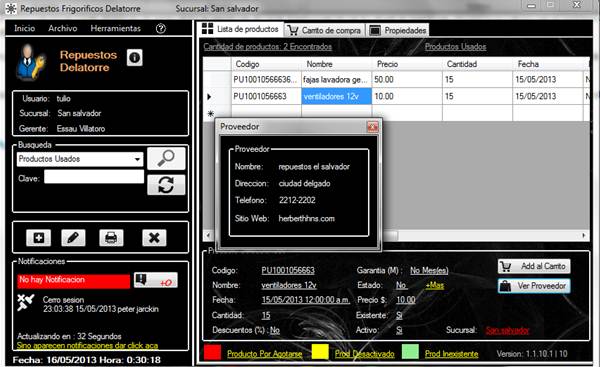 Repuestos Frigorificos Delatorre Sucursal: San salvador
Inicio Archivo Herramientas
Repuestos
Delatorre
Usuario: tulio
Sucursal: San salvador
Gerente: Essau Villatoro
Busqueda
Productos Usados
Clave:
Notificaciones
No hay Notificacion
+0
Cerro sesion
23:03:38 15/05/2013 peter jarckin
Actualizando en : 32 Segundos
Sino aparecen notificaciones dar click aca
Fecha: 16/05/2013 Hora: 0:30:18
Lista de productos Carrito de compra Propiedades
Cantidad de productos: 2 Encontrados Productos Usados
Codigo Nombre Precio Cantidad Fecha
PU10010566636... fajas lavadora ge... 50.00 15 15/05/2013
PU1001056663 ventiladores 12v 10.00 15 15/05/2013
Proveedor
Proveedor
Nombre: repuestos el salvador
Direccion: ciudad delgado
Telefono: 2212-2202
Sitio Web: herberthhns.com
Codigo: PU1001056663 Garantia (M) : No Mes(es)
Nombre: ventiladores 12v Estado: No +Mas
Fecha: 15/05/2013 12:00:00 a.m. Precio $: 10.00
Cantidad: 15 Existente: Si
Descuentos (%) : No Activo: Si Sucursal: San salvador
Add al Carrito
Ver Proveedor
Producto Por Agotarse Prod Desactivado Prod Inexistente Version: 1.1.10.1 | 10